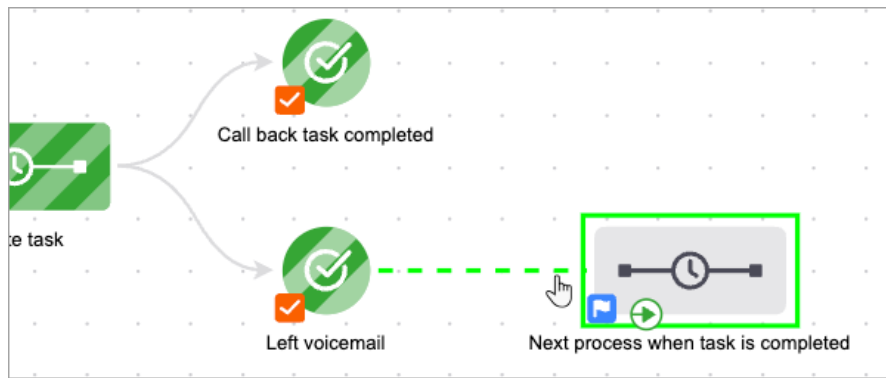 Call back task completed
te task
Left voicemail
Next process when task is completed